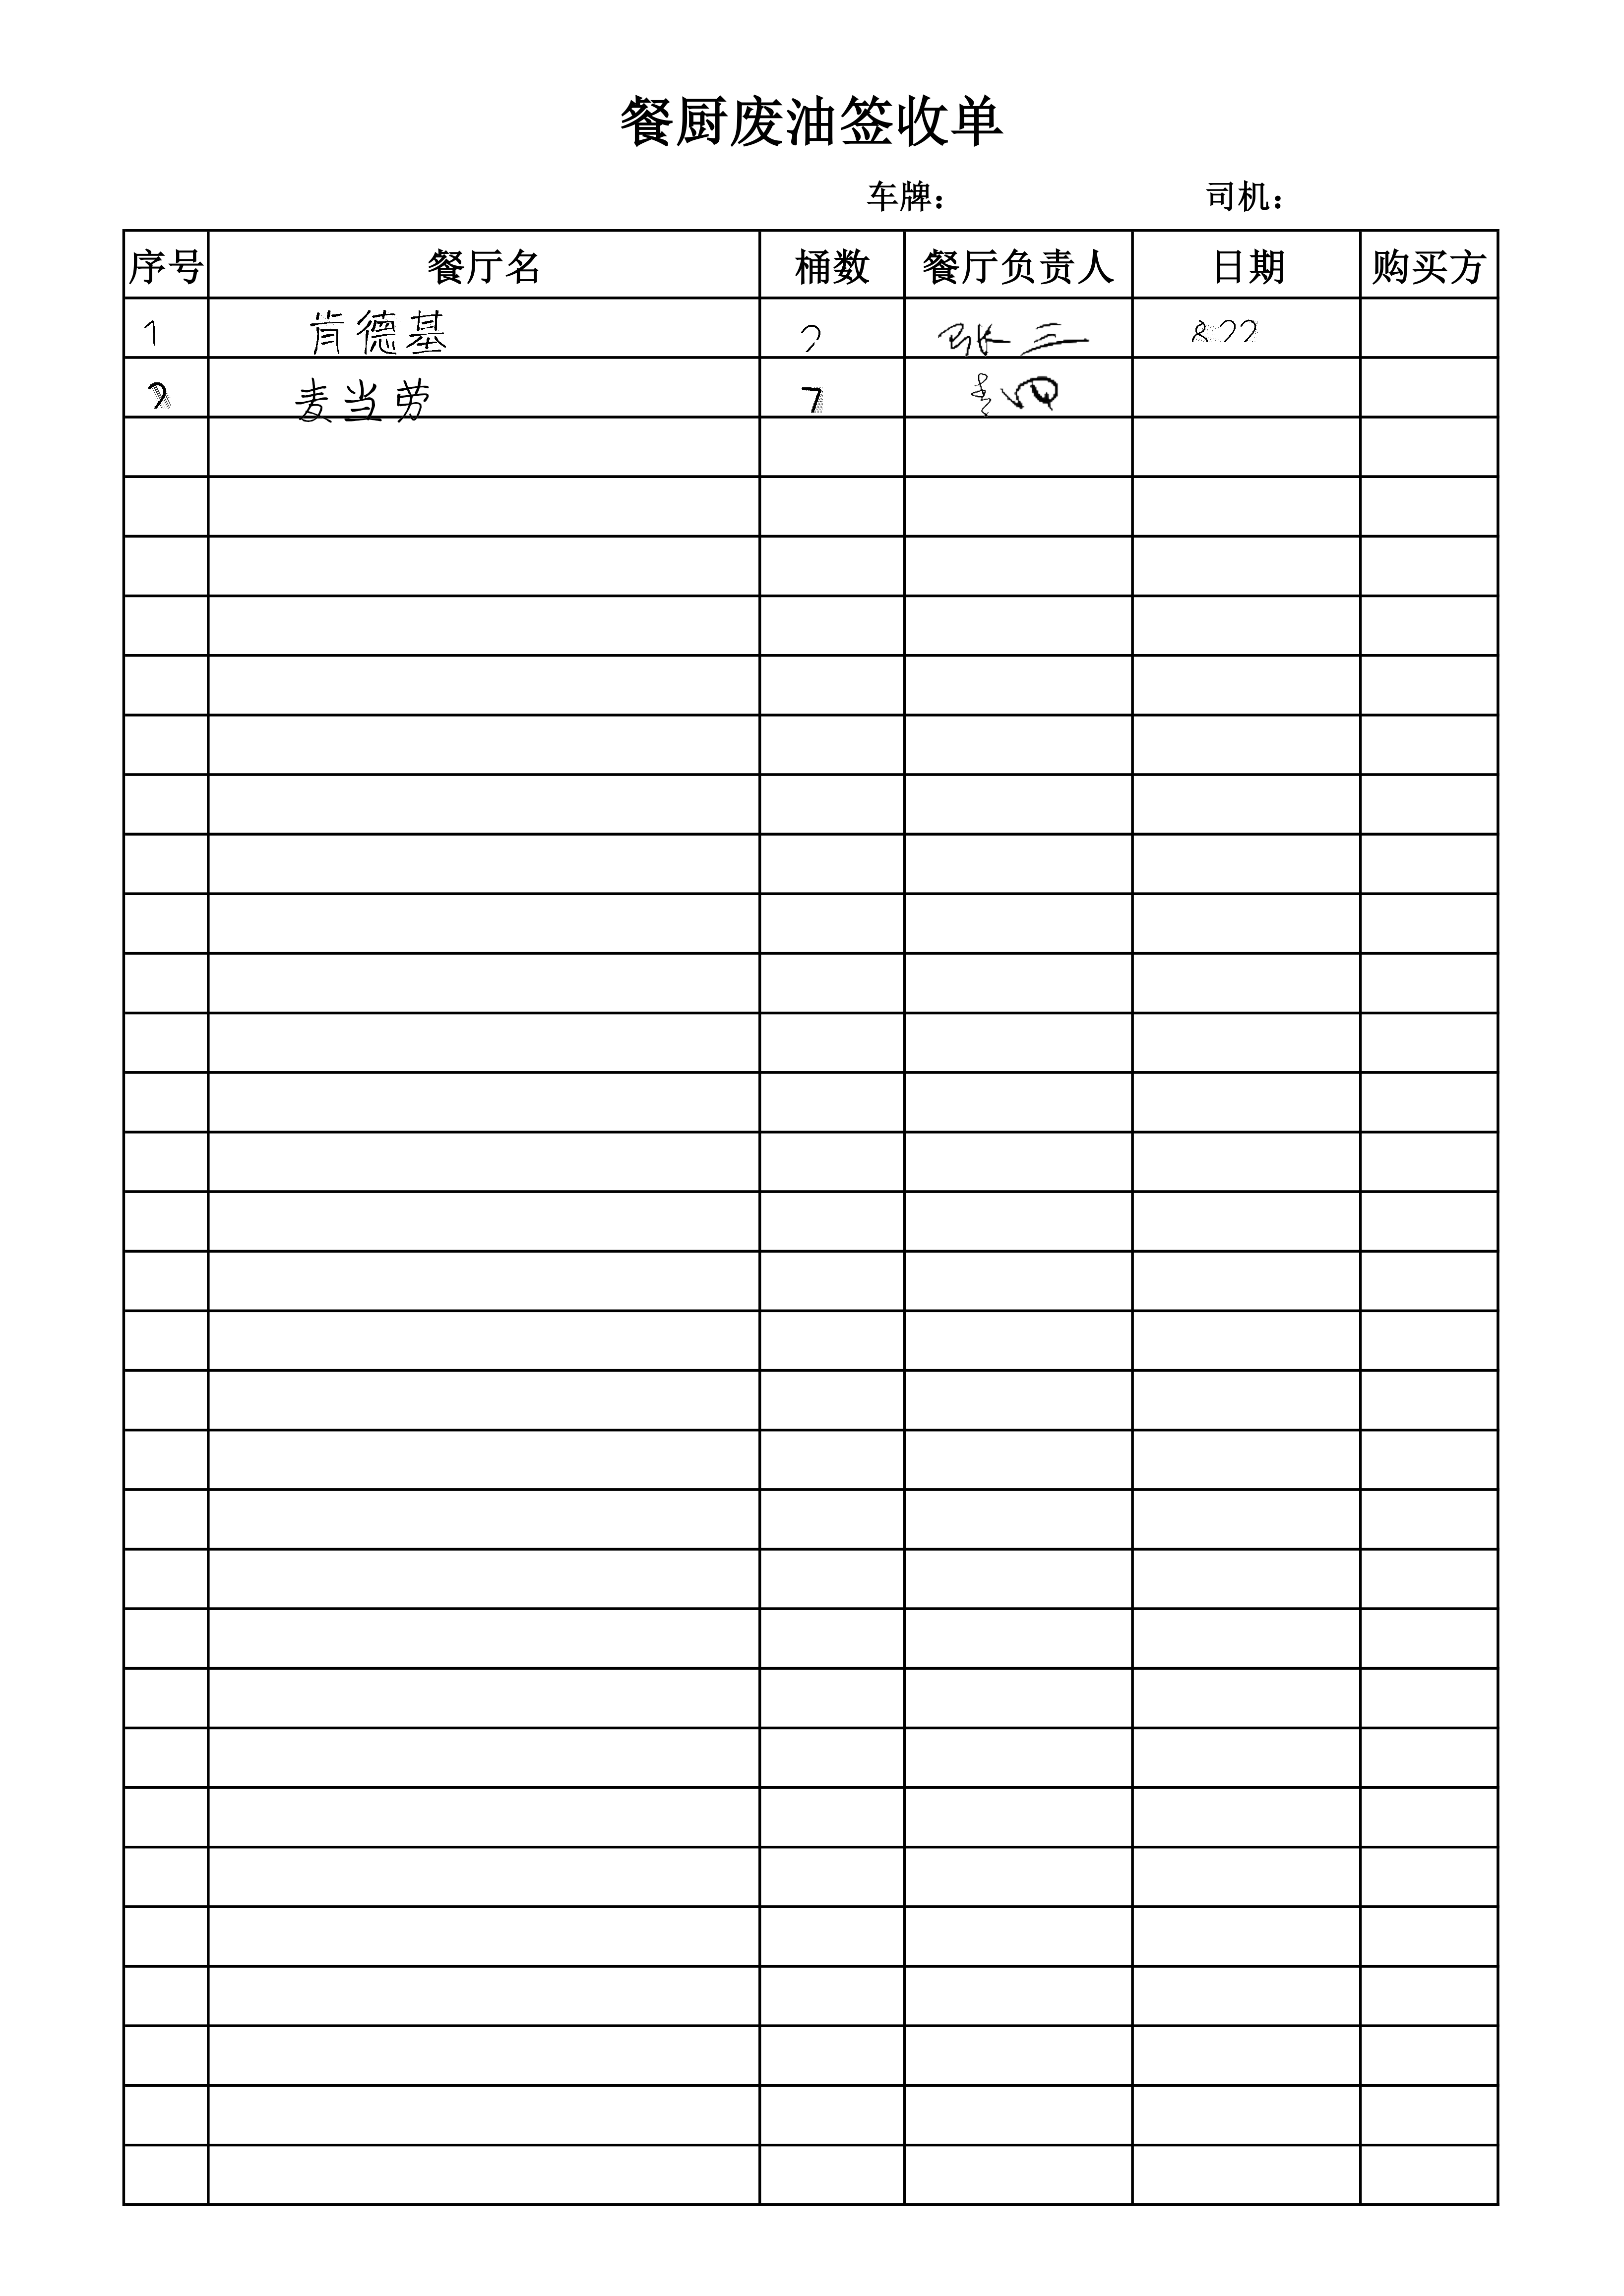 餐厨废油签收单
车牌： 司机：
序号 餐厅名 桶数 餐厅负责人 日期 购买方
1 肯德基 2 张三 8.22
2 麦当劳 7